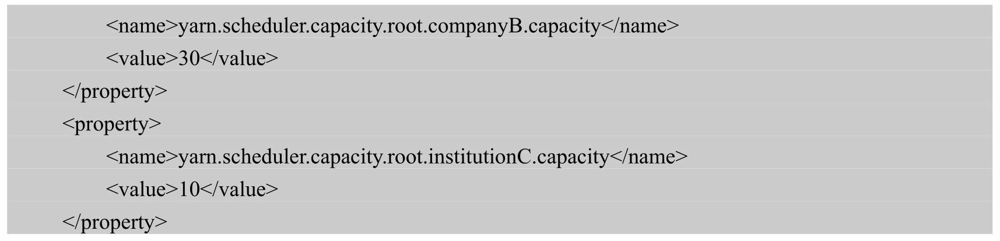 <name>yarn.scheduler.capacity.root.companyB.capacity</name>
<value>30</value>
</property>
<property>
<name>yarn.scheduler.capacity.root.institutionC.capacity</name>
<value>10</value>
</property>